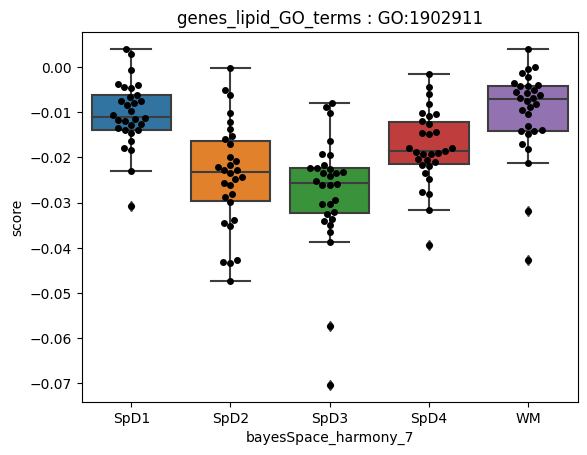 genes_lipid_GO_terms : GO:1902911
0.00
−0.01
−0.02
−0.03
−0.04
−0.05
−0.06
−0.07
score
SpD1 SpD2 SpD3 SpD4 WM
bayesSpace_harmony_7